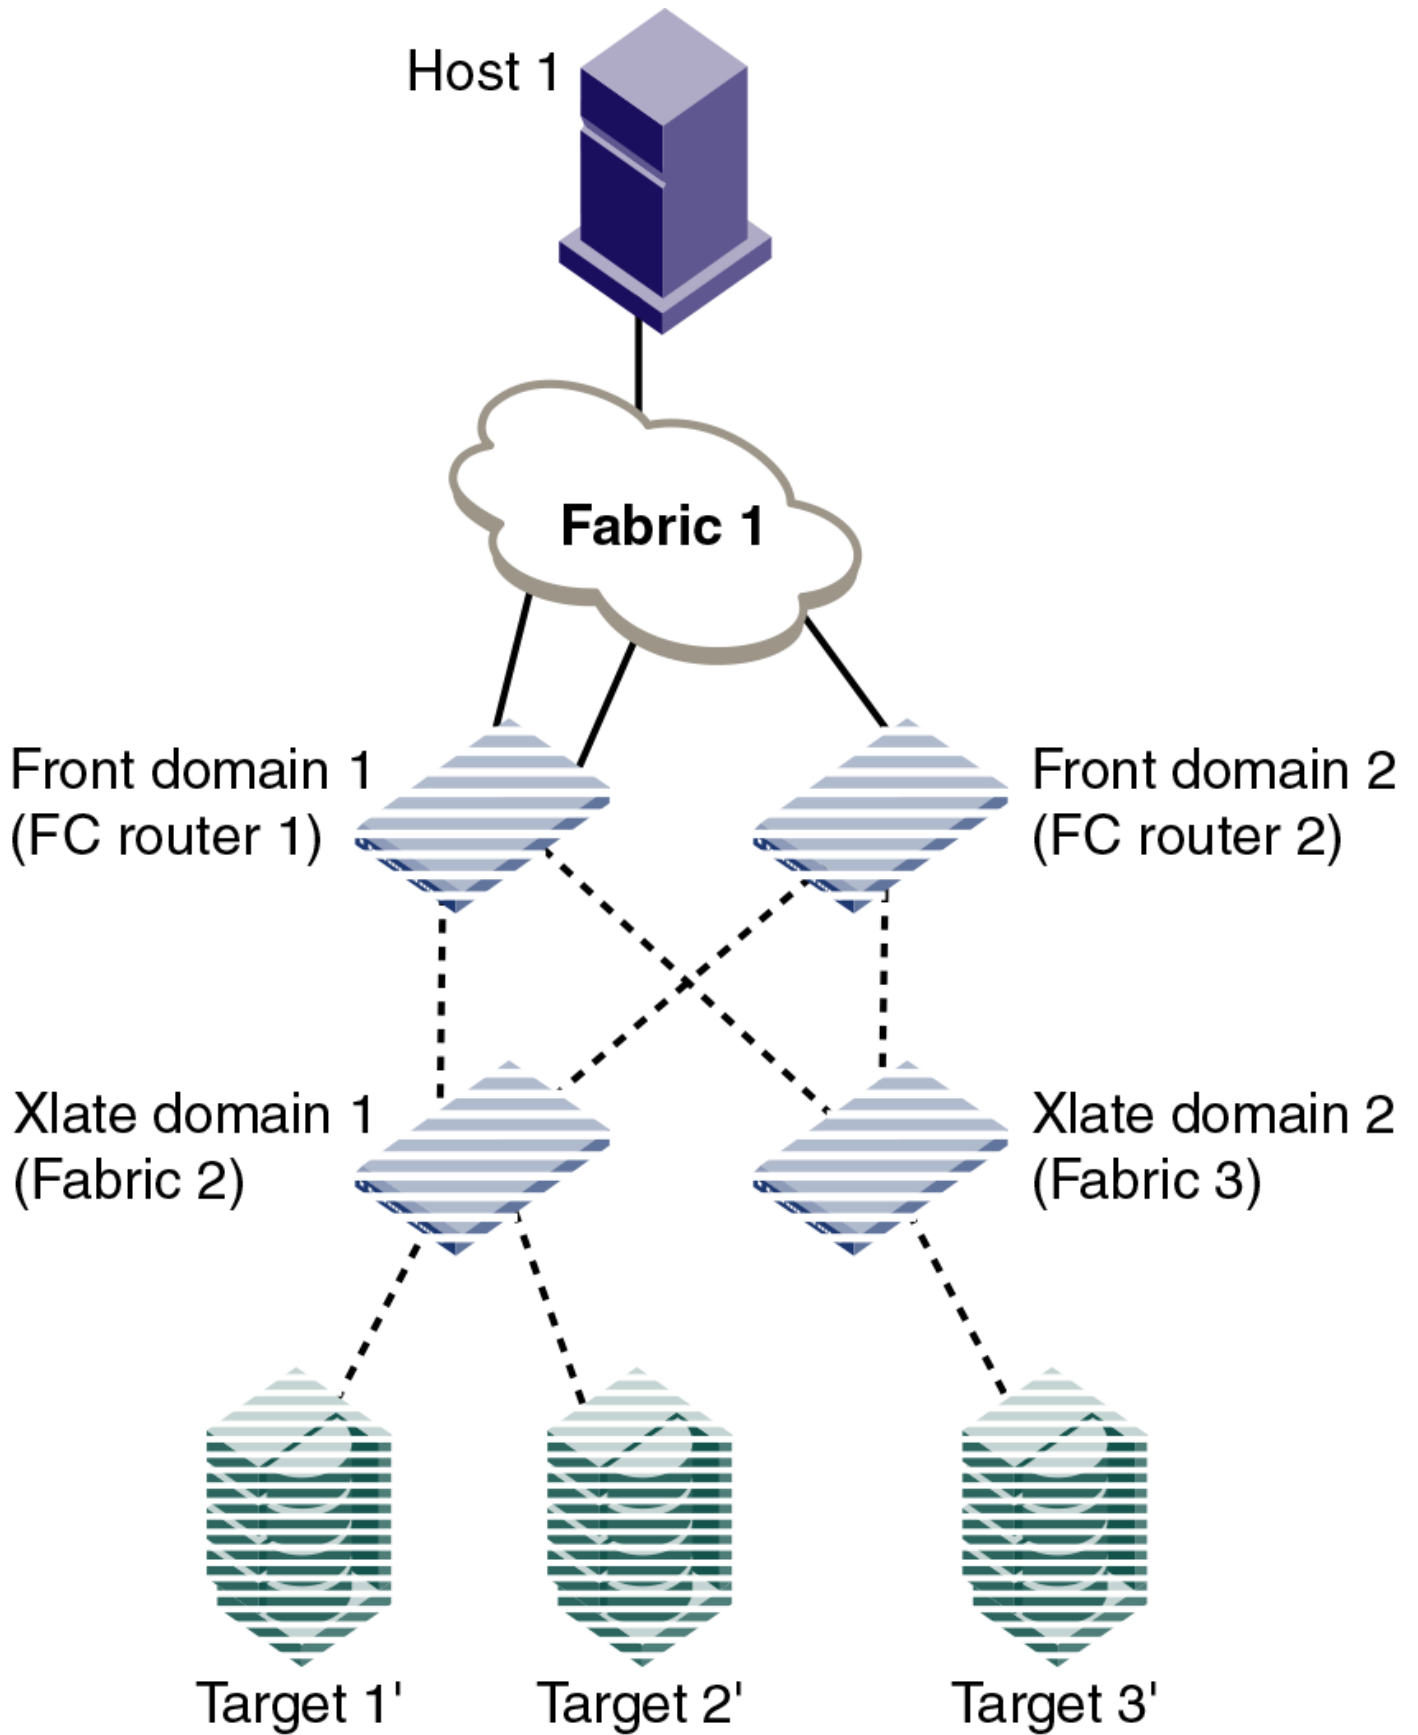 Host 1
Fabric 1
Front domain 1
(FC router 1)
Front domain 2
(FC router 2)
Xlate domain 1
(Fabric 2)
Xlate domain 2
(Fabric 3)
Target 1'
Target 2'
Target 3'